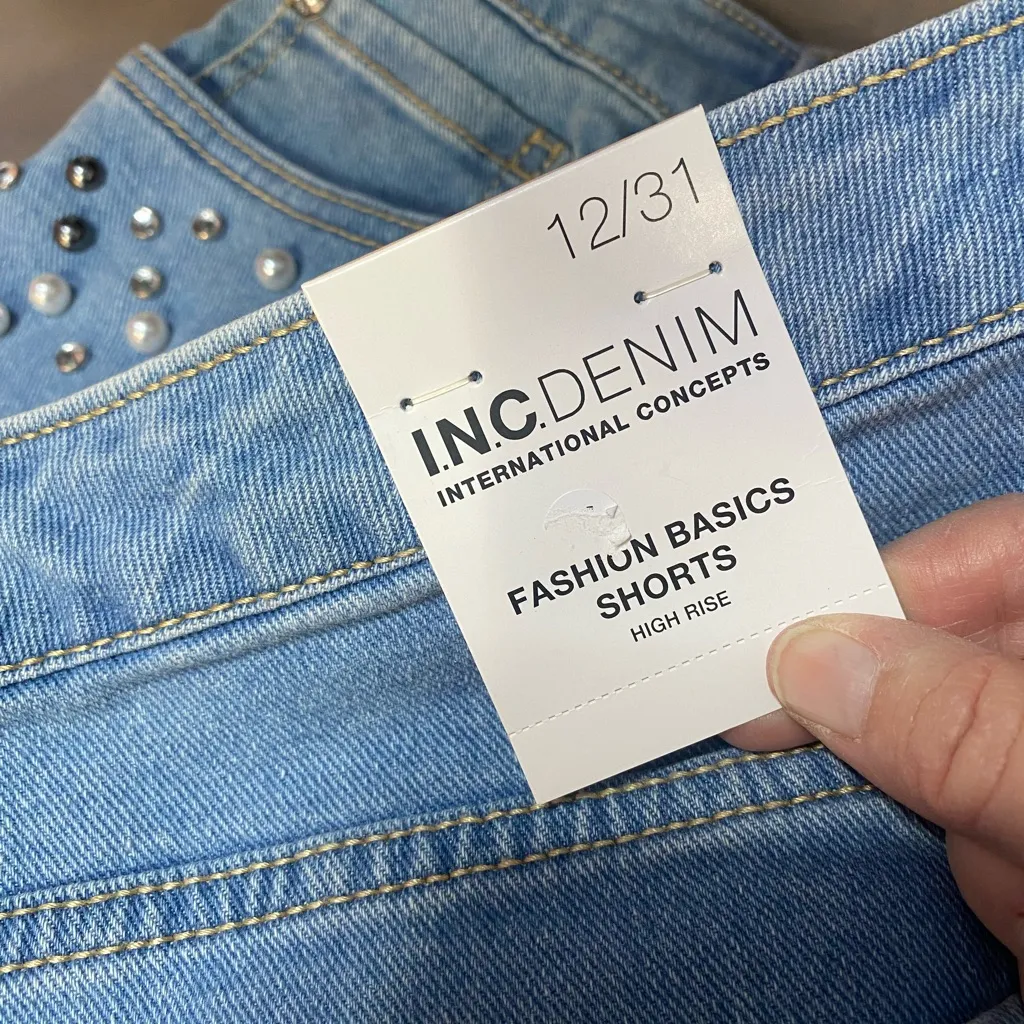 12/31
I.N.C.DENIM
INTERNATIONAL CONCEPTS
FASHION BASICS
SHORTS
HIGH RISE